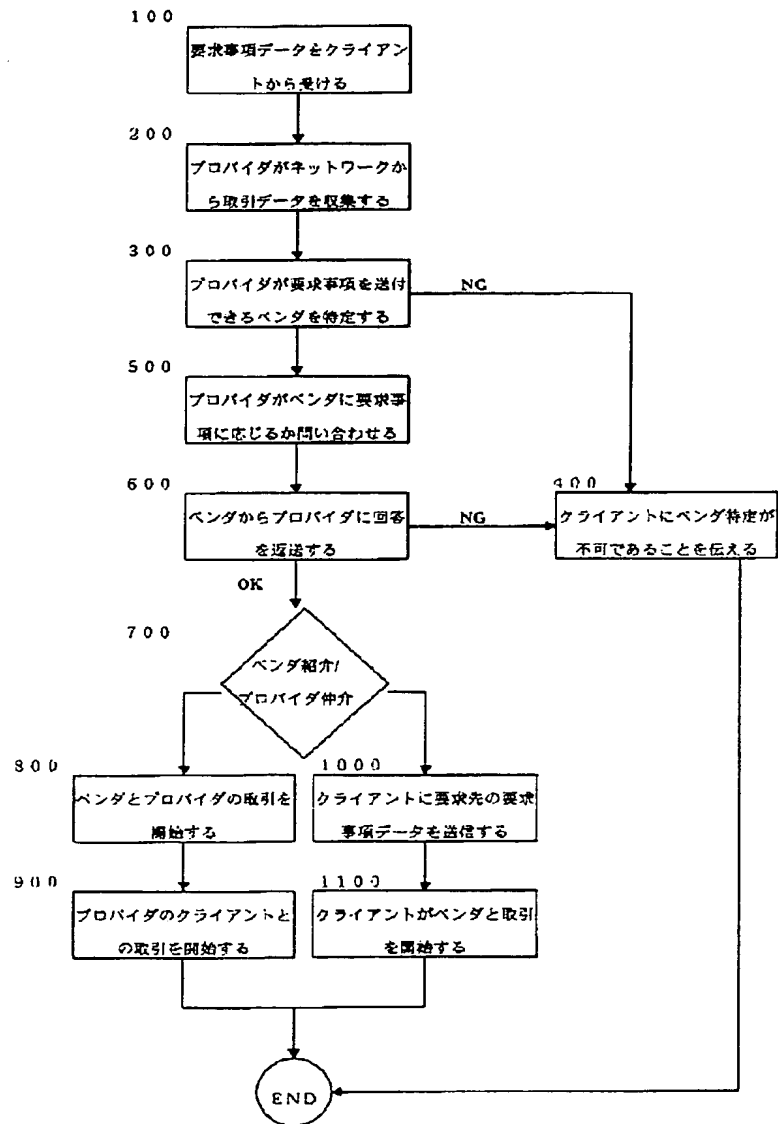 100
要求事項データをクライアン
トから受ける
200
プロバイダがネットワークか
ら取引データを収集する
300
プロバイダが要求事項を送付
できるベンダを特定する
NG
500
プロバイダがベンダに要求事
項に応じるか問い合わせる
600
ベンダからプロバイダに回答
を返送する
NG
400
クライアントにベンダ特定が
不可であることを伝える
OK
700
ベンダ紹介/
プロバイダ仲介
800
ベンダとプロバイダの取引を
開始する
1000
クライアントに要求先の要求
事項データを送信する
900
プロバイダのクライアントと
の取引を開始する
1100
クライアントがベンダと取引
を開始する
END